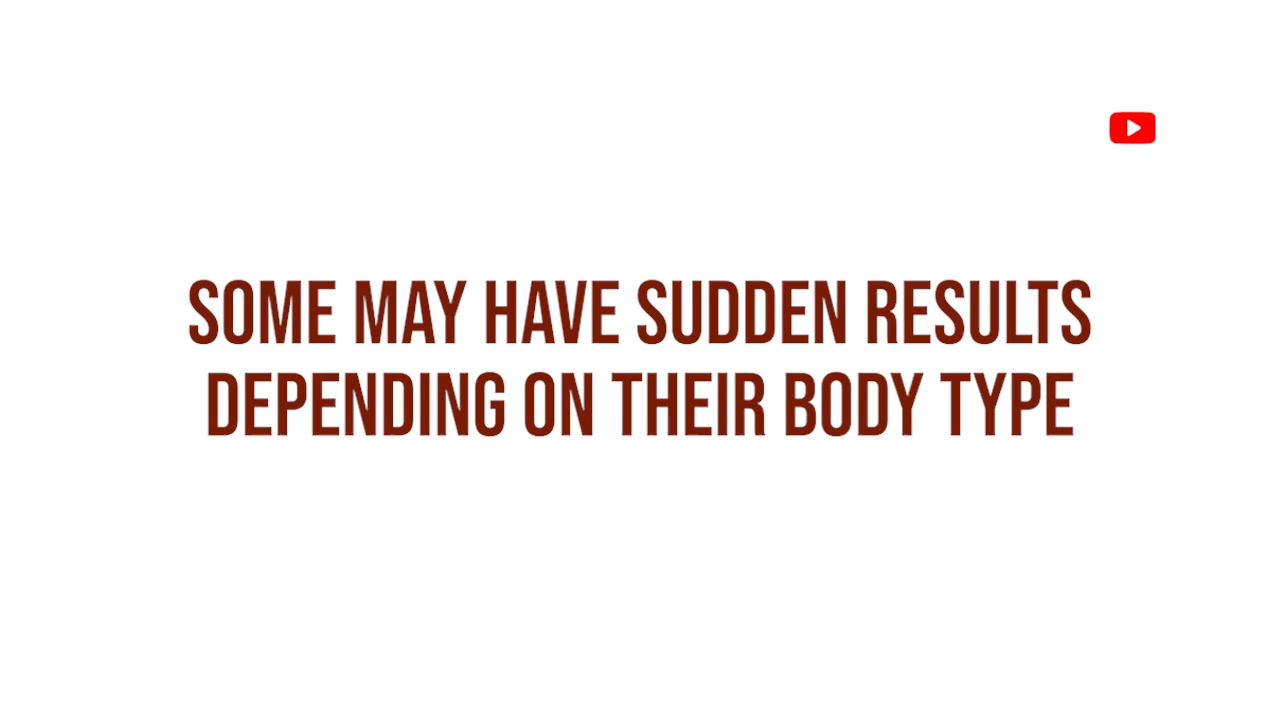 SOME MAY HAVE SUDDEN RESULTS
DEPENDING ON THEIR BODY TYPE